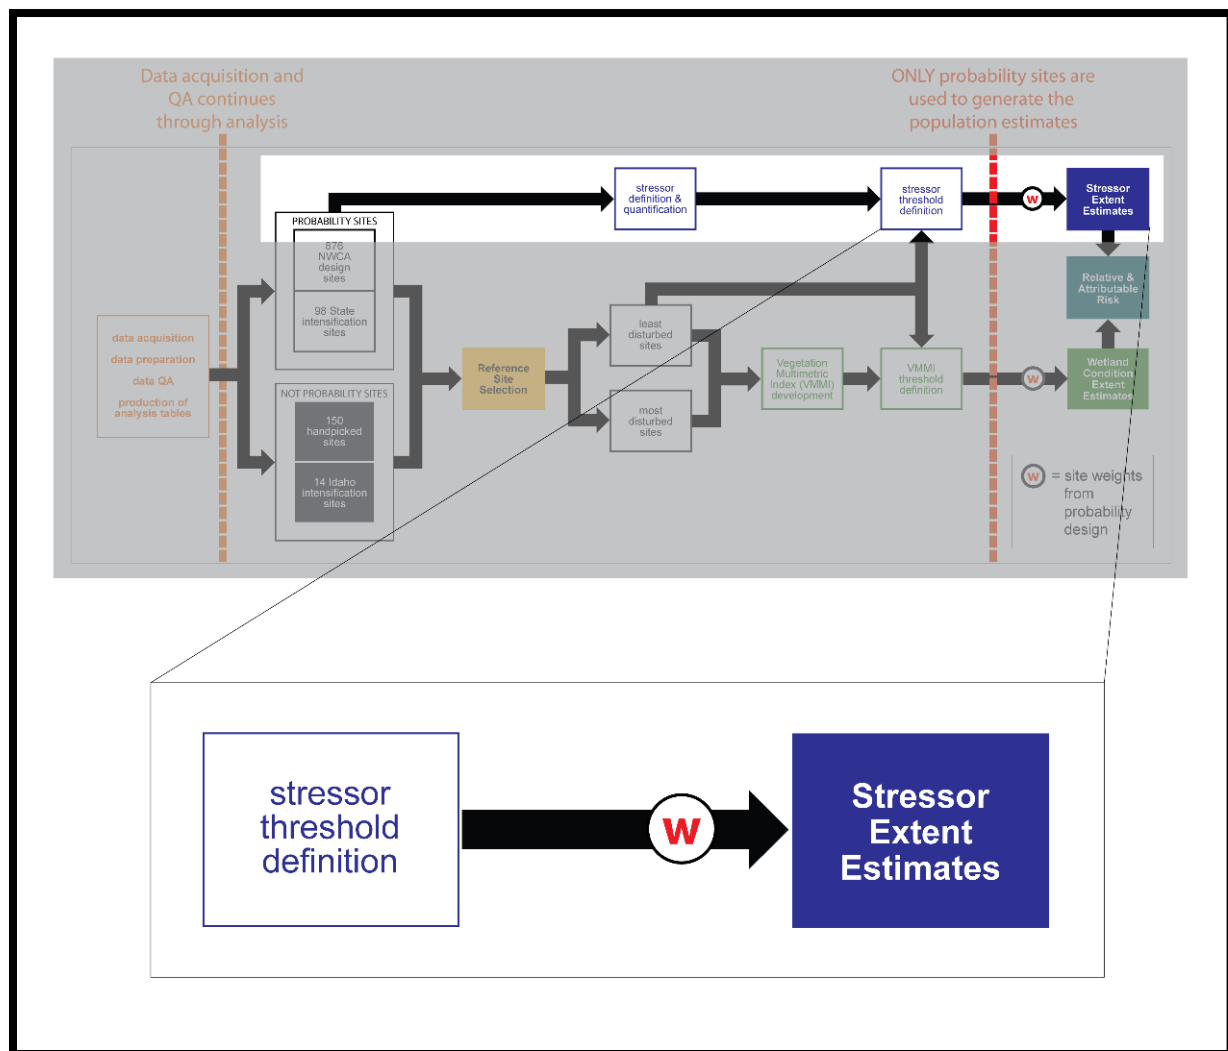 Data acquisition and
QA continues
through analysis
ONLY probability sites are
used to generate the
population estimates
stressor
definition &
quantification
stressor
threshold
definition
w
Stressor
Extent
Estimates
PROBABILITY SITES
876
NWCA
design
sites
98 State
intensification
sites
Relative &
Attributable
Risk
data acquisition
data preparation
data QA
production of
analysis tables
least
disturbed
sites
Reference
Site
Selection
Vegetation
Multimetric
Index (VMMI)
development
VMMI
threshold
definition
w
Wetland
Condition
Extent
Estimates
NOT PROBABILITY SITES
150
handpicked
sites
14 Idaho
intensification
sites
most
disturbed
sites
w = site weights
from
probability
design
stressor
threshold
definition
w
Stressor
Extent
Estimates